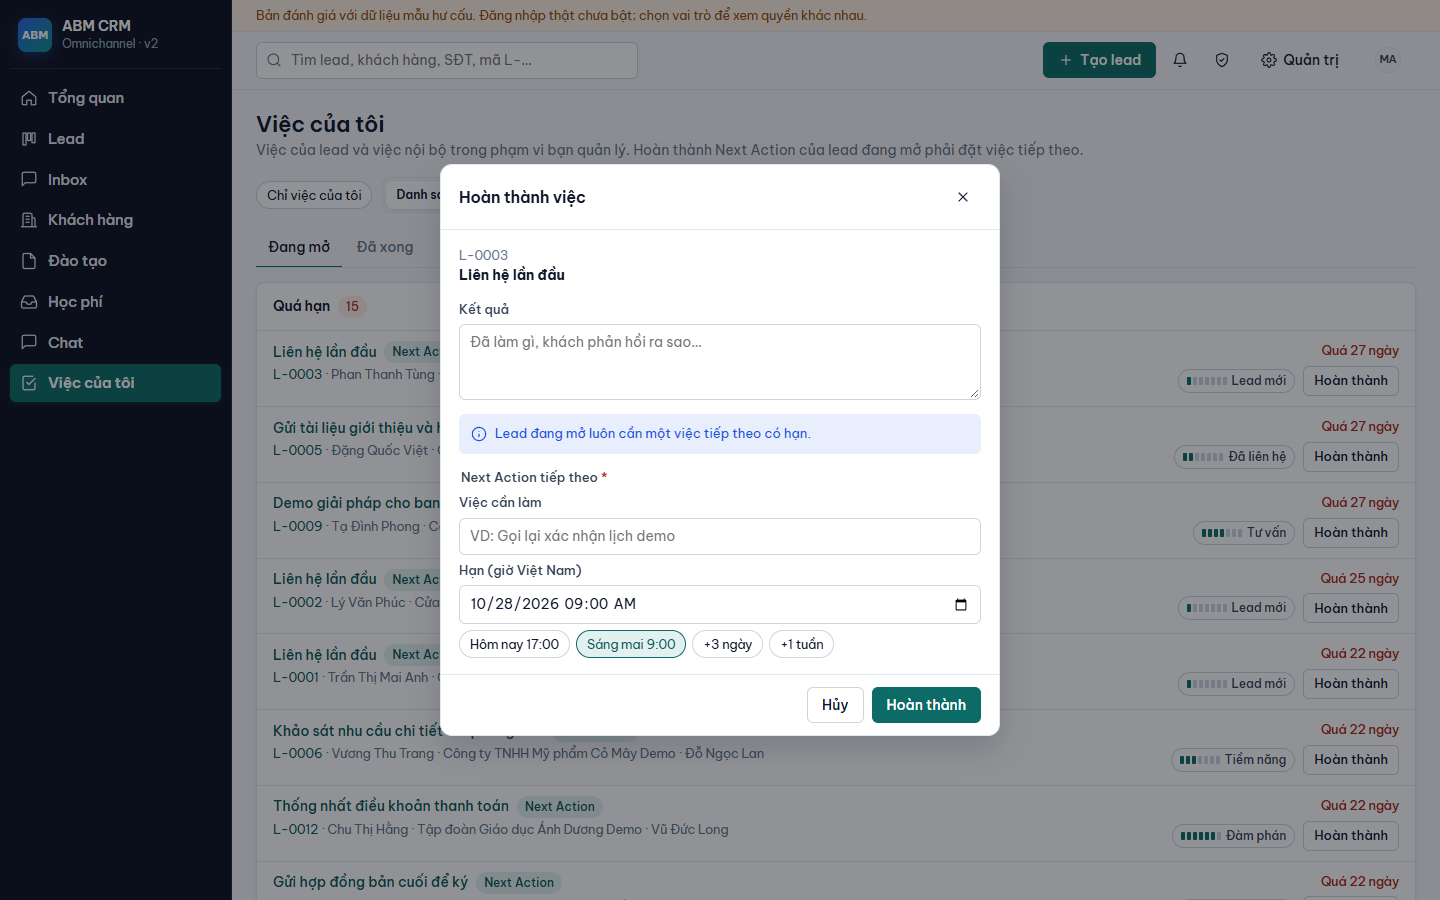 ABM
ABM CRM
Omnichannel · v2
Tổng quan
Lead
Inbox
Khách hàng
Đào tạo
Học phí
Chat
Việc của tôi
Bản đánh giá với dữ liệu mẫu hư cấu. Đăng nhập thật chưa bật; chọn vai trò để xem quyền khác nhau.
Tìm lead, khách hàng, SĐT, mã L-...
Tạo lead
Quản trị
MA
Việc của tôi
Việc của lead và việc nội bộ trong phạm vi bạn quản lý. Hoàn thành Next Action của lead đang mở phải đặt việc tiếp theo.
Chỉ việc của tôi
Danh
Đang mở
Đã xong
Quá hạn 15
Liên hệ lần đầu Next
L-0003 · Phan Thanh Tùng ·
Quá 27 ngày
Lead mới
Hoàn thành
Gửi tài liệu giới thiệu và
L-0005 · Đặng Quốc Việt ·
Quá 27 ngày
Đã liên hệ
Hoàn thành
Demo giải pháp cho ban
L-0009 · Tạ Đình Phong ·
Quá 27 ngày
Tư vấn
Hoàn thành
Liên hệ lần đầu Next
L-0002 · Lý Văn Phúc · Cửa
Quá 25 ngày
Lead mới
Hoàn thành
Liên hệ lần đầu Next
L-0001 · Trần Thị Mai Anh ·
Quá 22 ngày
Lead mới
Hoàn thành
Khảo sát nhu cầu chi tiết
L-0006 · Vương Thu Trang · Công ty TNHH Mỹ phẩm Cỏ Mây Demo · Đỗ Ngọc Lan
Quá 22 ngày
Tiềm năng
Hoàn thành
Thống nhất điều khoản thanh toán Next Action
L-0012 · Chu Thị Hằng · Tập đoàn Giáo dục Ánh Dương Demo · Vũ Đức Long
Quá 22 ngày
Đàm phán
Hoàn thành
Gửi hợp đồng bản cuối để ký Next Action
Quá 22 ngày
Hoàn thành việc
L-0003
Liên hệ lần đầu
Kết quả
Đã làm gì, khách phản hồi ra sao...
Lead đang mở luôn cần một việc tiếp theo có hạn.
Next Action tiếp theo *
Việc cần làm
VD: Gọi lại xác nhận lịch demo
Hạn (giờ Việt Nam)
10/28/2026 09:00 AM
Hôm nay 17:00
Sáng mai 9:00
+3 ngày
+1 tuần
Hủy
Hoàn thành